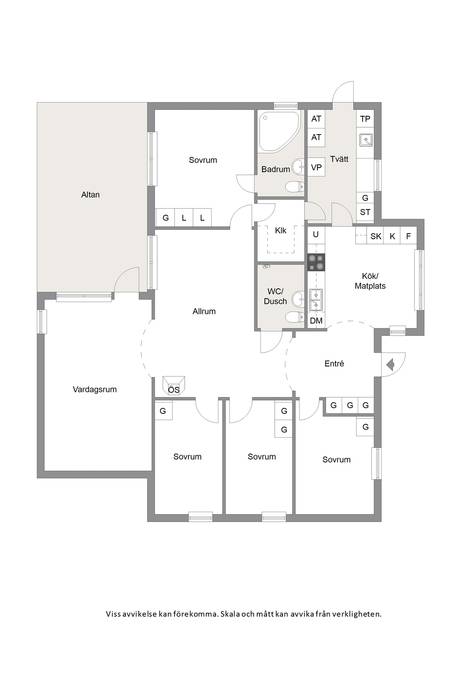 AT
TP
AT
Tvätt
Sovrum
Badrum
VP
Altan
G
G L L
ST
Klk
U
SK K F
Kök/
Matplats
WC/
Dusch
Allrum
DM
Entré
Vardagsrum
ÖS
G
G
G G G
G
G
Sovrum
Sovrum
Sovrum
Viss avvikelse kan förekomma. Skala och mått kan avvika från verkligheten.